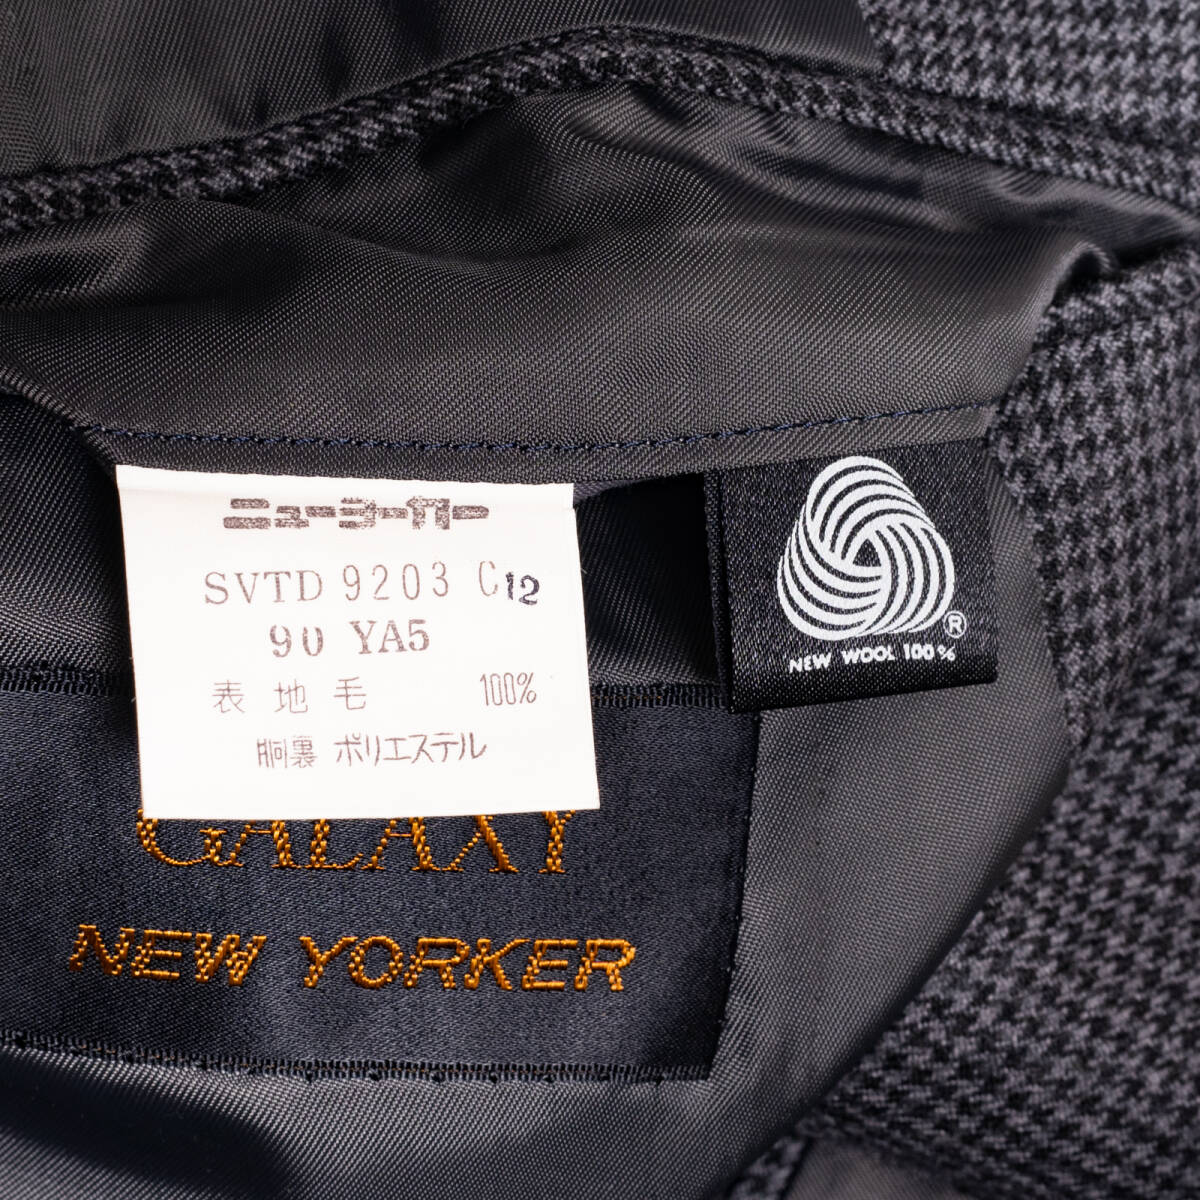 ニューヨーカー
SVTD 9203 C12
90 YA5
表地毛 100%
胴裏 ポリエステル
®
NEW WOOL 100%
GALAXY
NEW YORKER